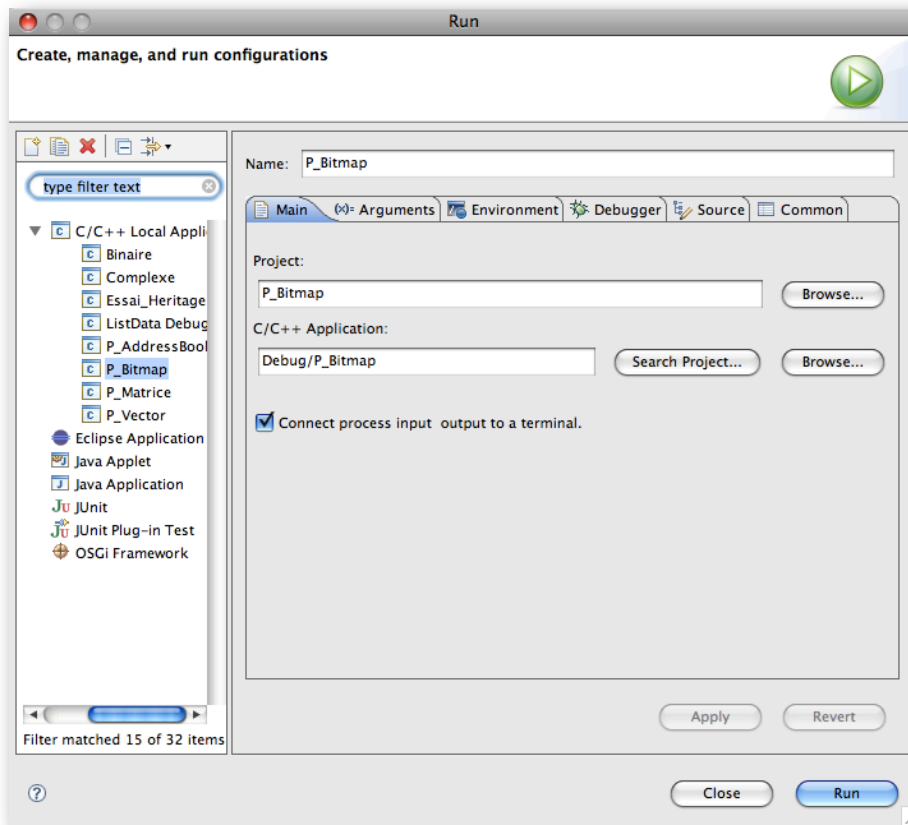 Run
Create, manage, and run configurations
type filter text
C/C++ Local Appli
Binaire
Complexe
Essai_Heritage
ListData Debug
P_AddressBool
P_Bitmap
P_Matrice
P_Vector
Eclipse Application
Java Applet
Java Application
JUnit
JUnit Plug-in Test
OSGi Framework
Filter matched 15 of 32 items
Name: P_Bitmap
Main (x)= Arguments Environment Debugger Source Common
Project:
P_Bitmap Browse...
C/C++ Application:
Debug/P_Bitmap Search Project... Browse...
Connect process input output to a terminal.
Apply Revert
? Close Run